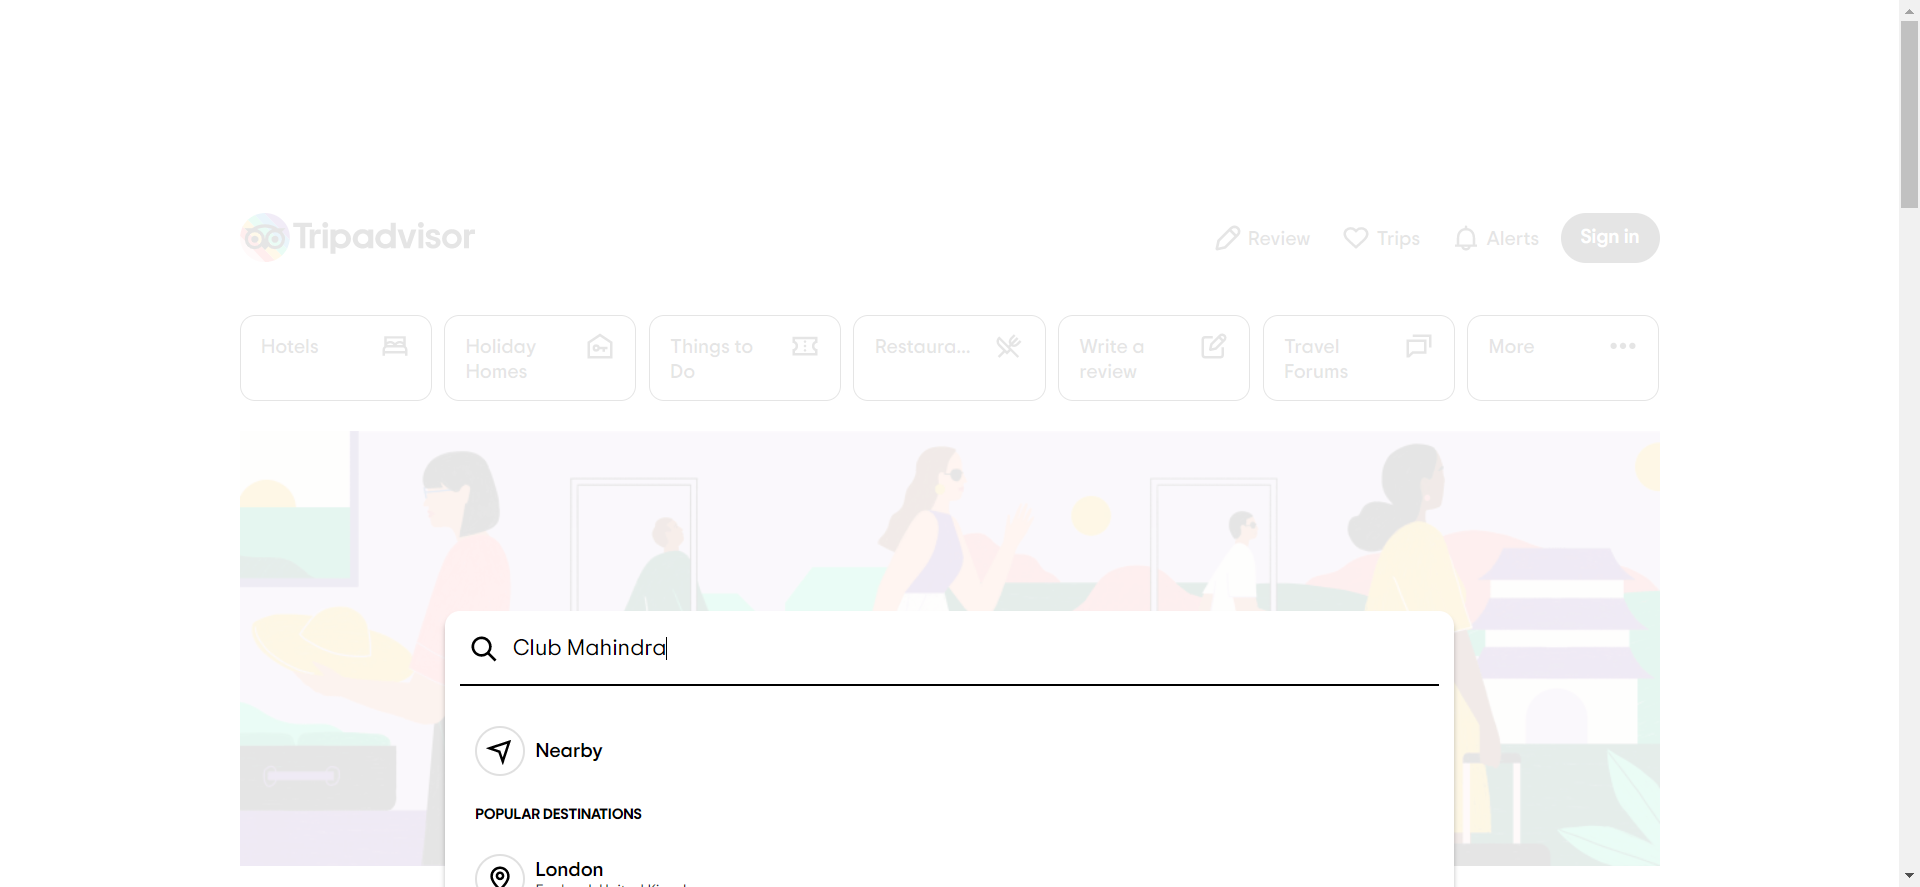 Tripadvisor
Review
Trips
Alerts
Sign in
Hotels
Holiday
Homes
Things to
Do
Restaura...
Write a
review
Travel
Forums
More
Club Mahindra
Nearby
POPULAR DESTINATIONS
London